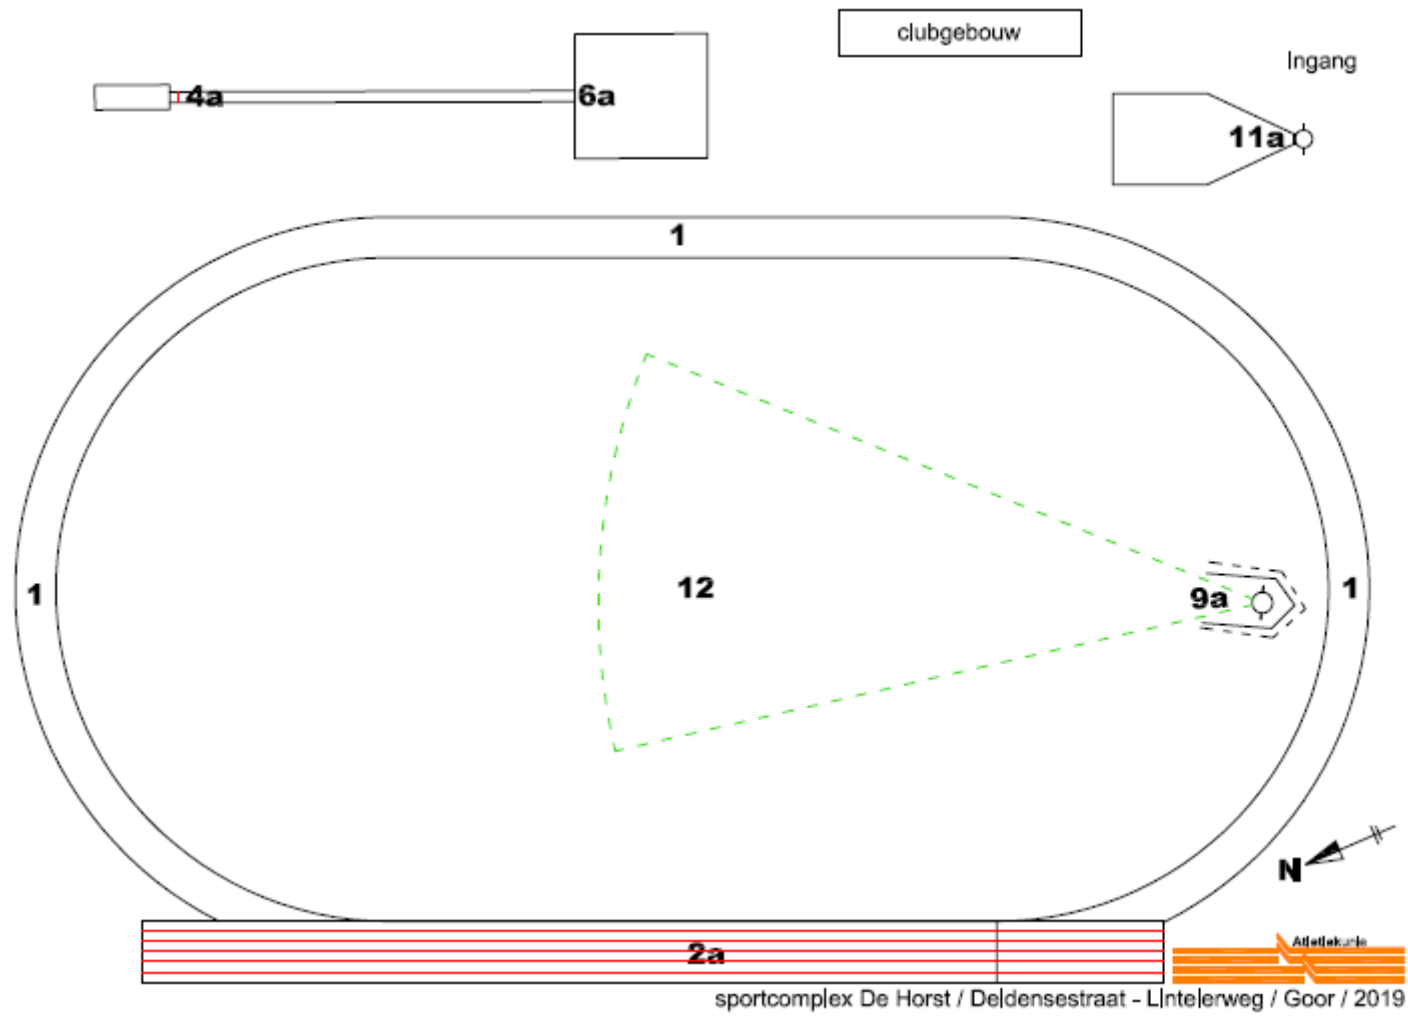 clubgebouw
Ingang
4a
6a
11a
1
12
9a
1
1
N
2a
Atletiekunie
sportcomplex De Horst / Deldensestraat - Lintelerweg / Goor / 2019